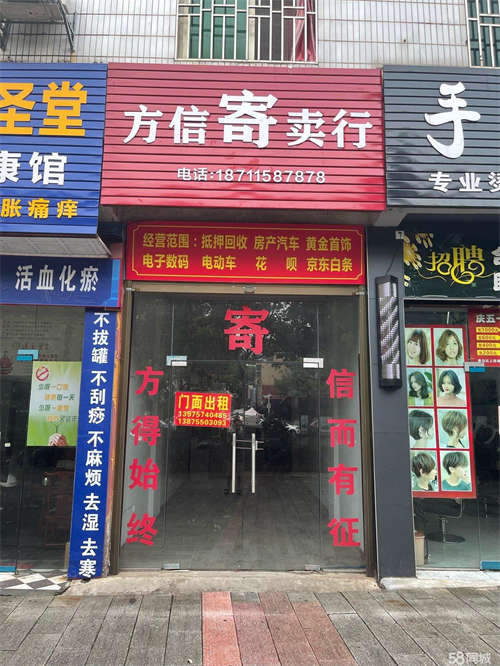 圣堂
康馆
胀痛痒
活血化瘀
不拔罐 不刮痧 不麻烦 去湿 去寒
方信寄卖行
电话:18711587878
经营范围：抵押回收 房产汽车 黄金首饰
电子数码 电动车 花 呗 京东白条
寄
方得始终
信而有征
门面出租
13975740485
13875503093
手
专业
招聘
58同城